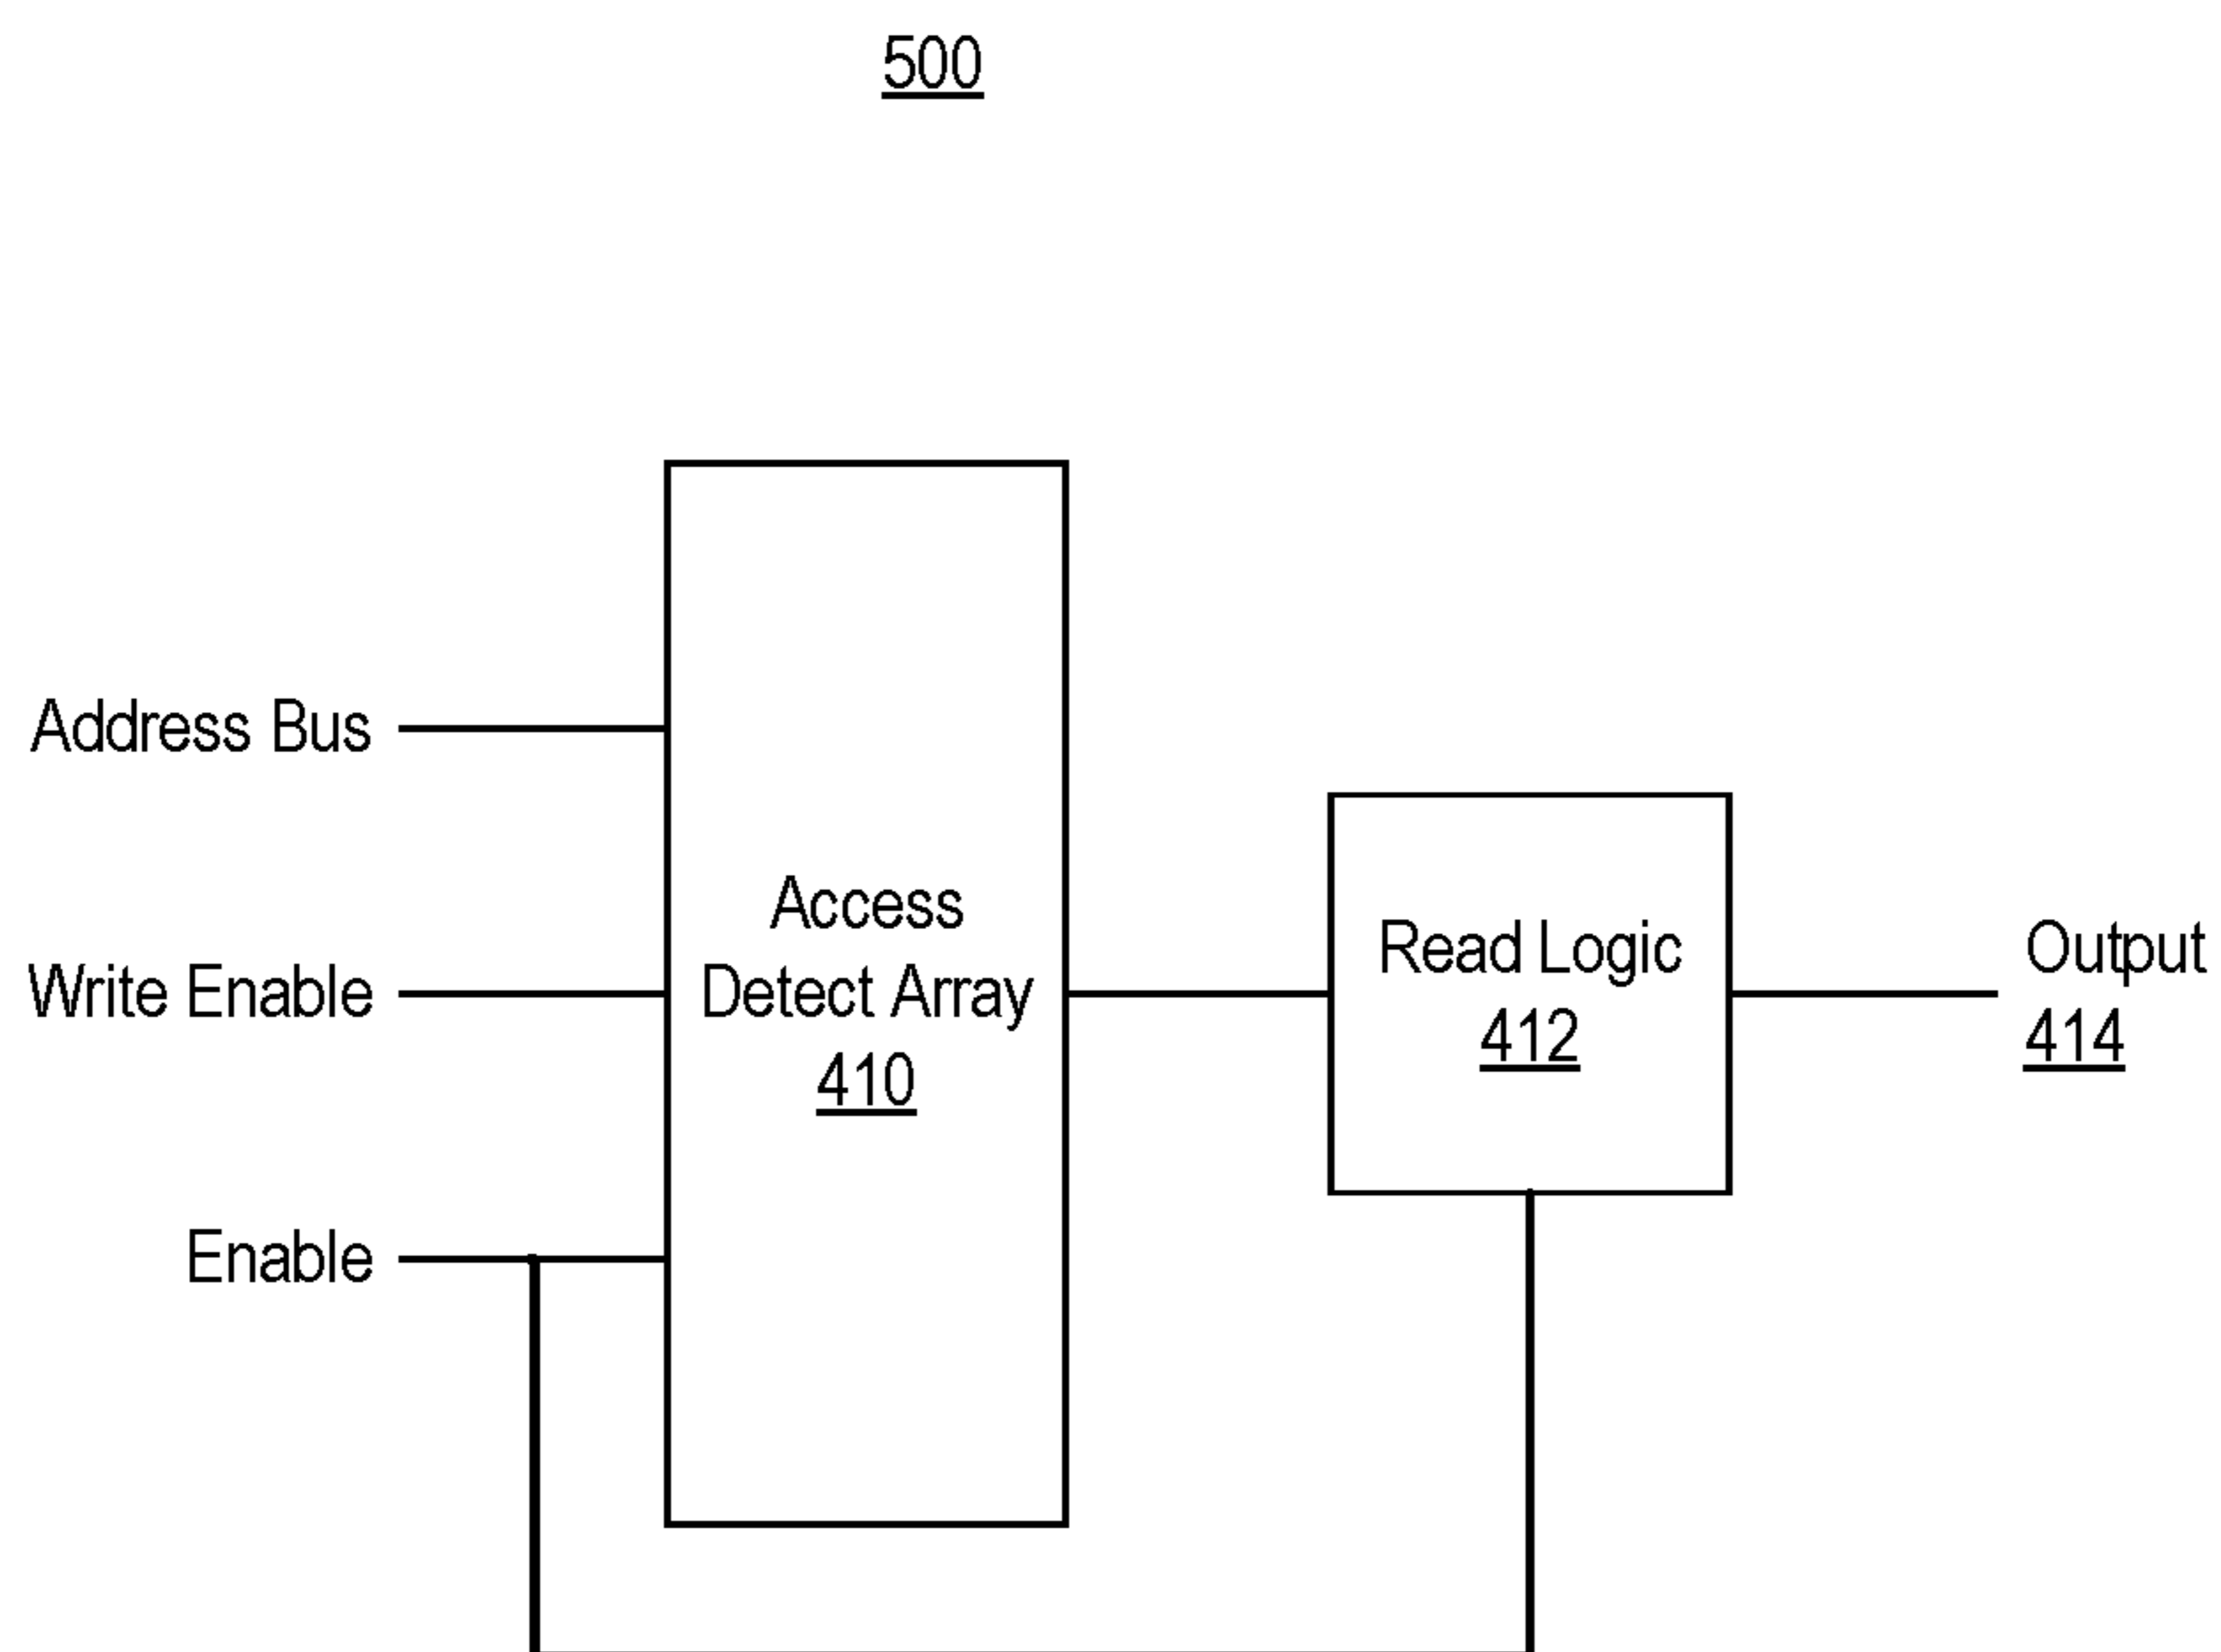 500
Address Bus
Write Enable
Enable
Access
Detect Array
410
Read Logic
412
Output
414